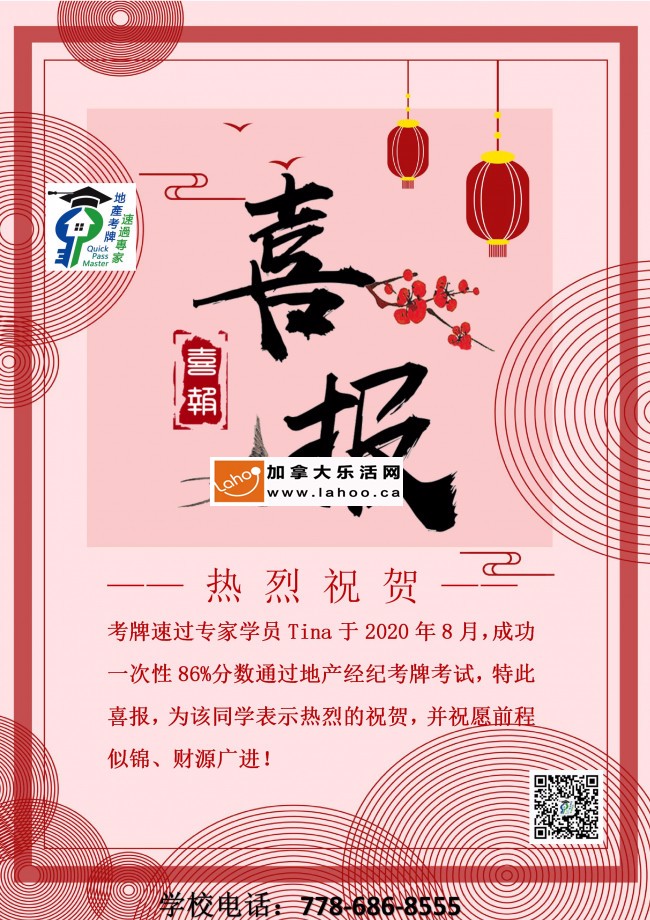 地產考牌
速過專家
Quick
Pass
Master
喜
喜報
报
Lahoo
加拿大乐活网
www.lahoo.ca
—— 热烈祝贺 ——
考牌速过专家学员 Tina 于 2020 年 8 月，成功
一次性 86%分数通过地产经纪考牌考试，特此
喜报，为该同学表示热烈的祝贺，并祝愿前程
似锦、财源广进！
学校电话：778-686-8555